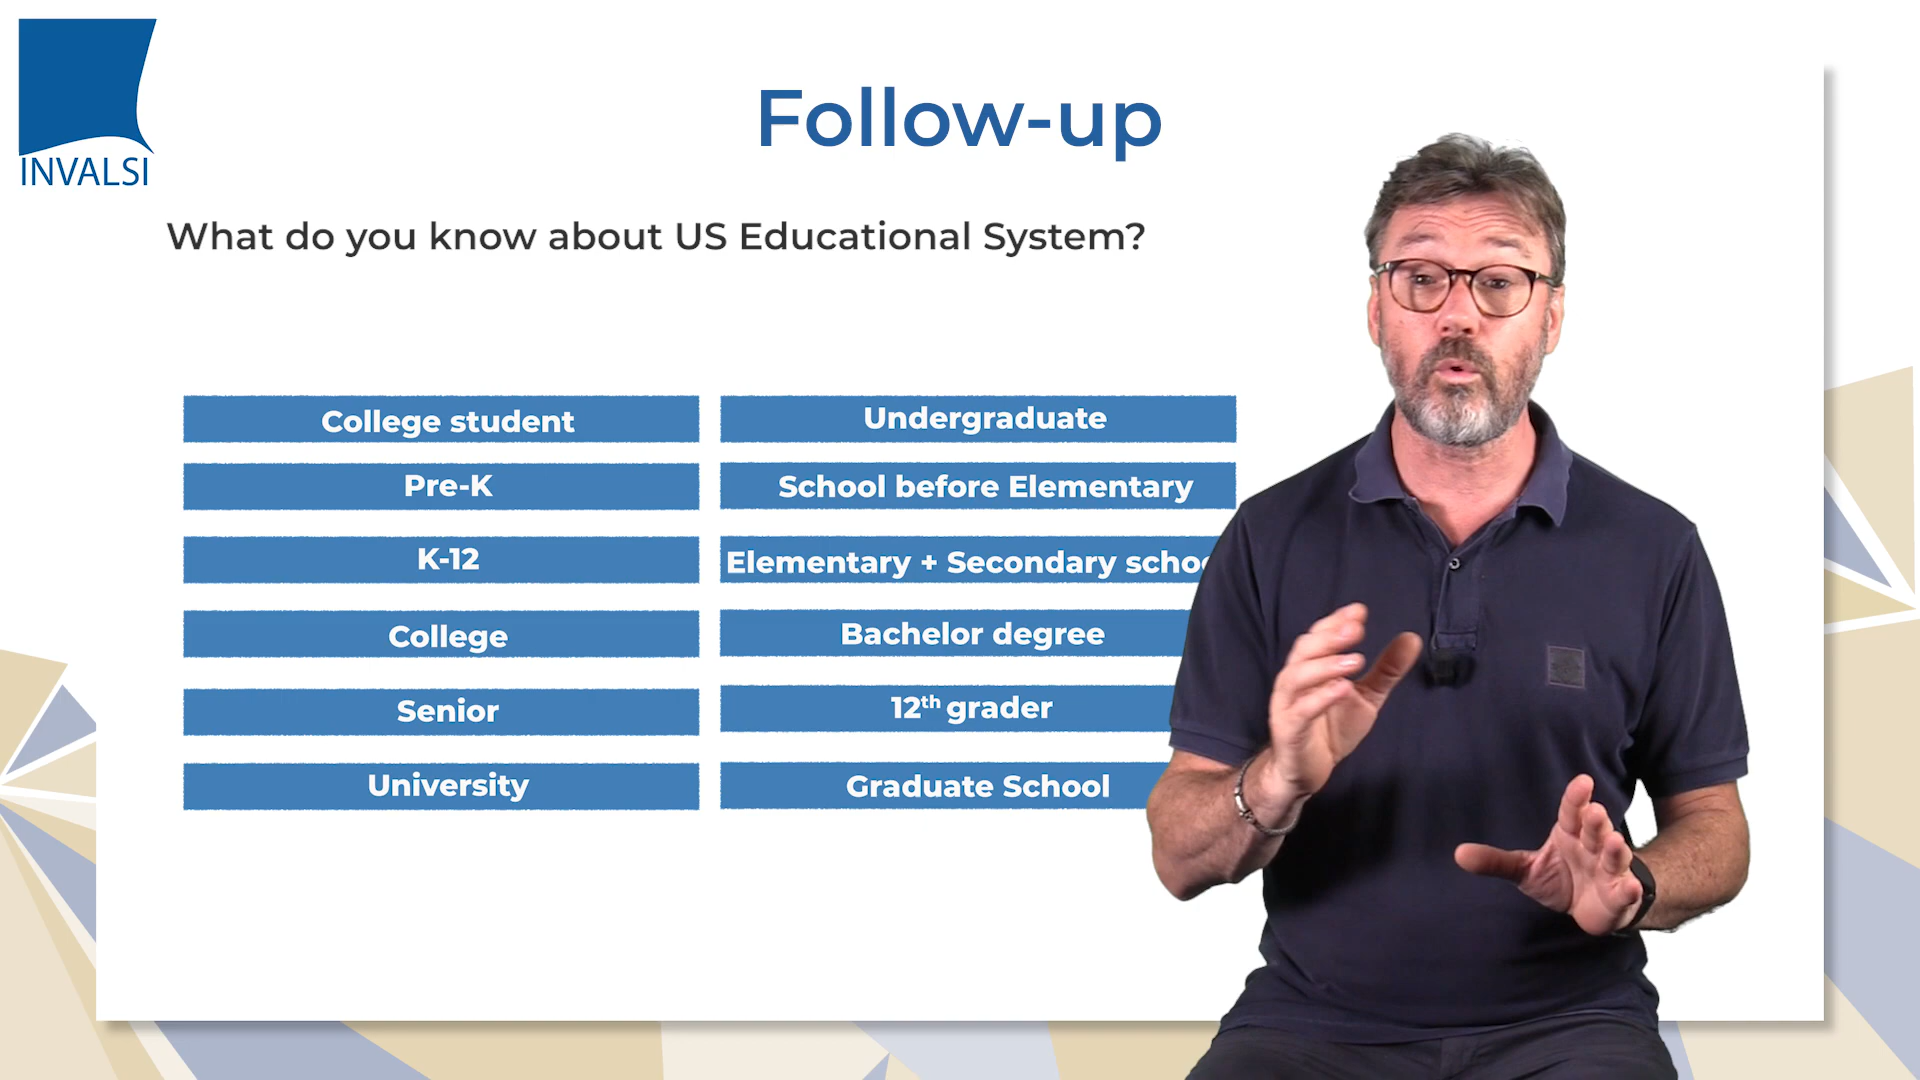 INVALSI
Follow-up
What do you know about US Educational System?
College student
Undergraduate
Pre-K
School before Elementary
K-12
Elementary + Secondary
College
Bachelor degree
Senior
12th grader
University
Graduate School